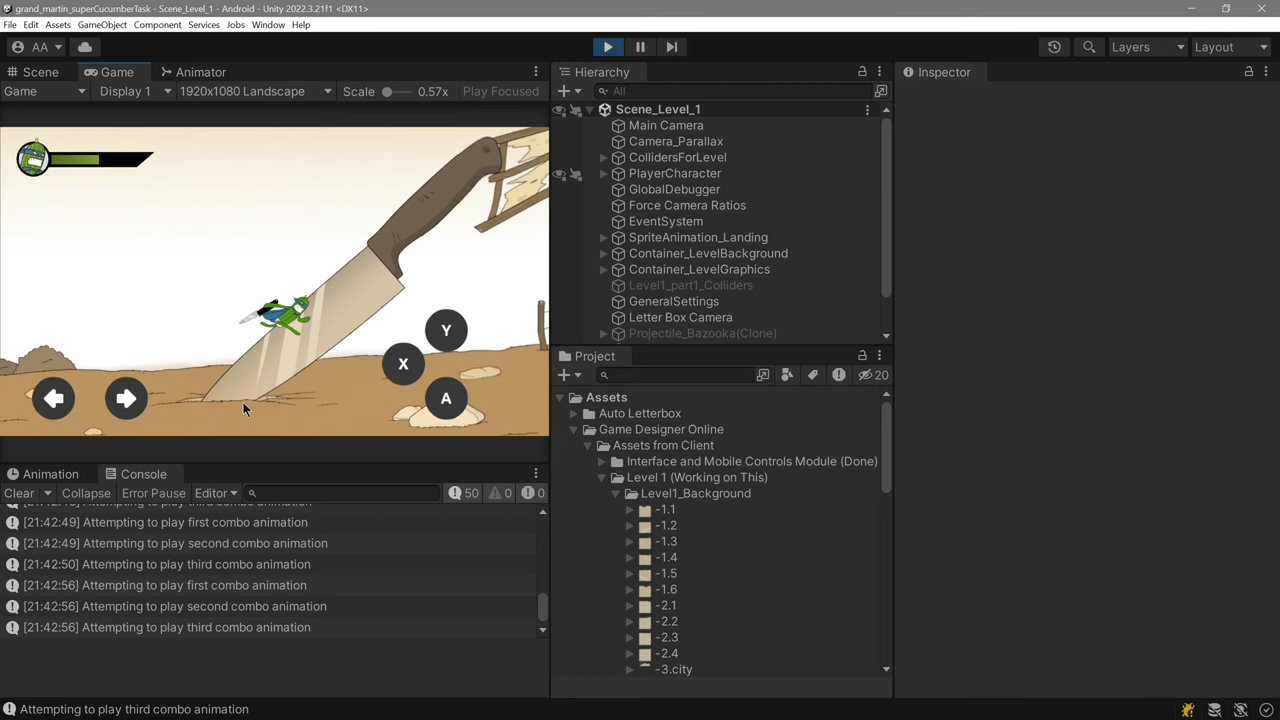 grand_martin_superCucumberTask - Scene_Level_1 - Android - Unity 2022.3.21f1 <DX11>
File Edit Assets GameObject Component Services Jobs Window Help
AA Layers Layout
Scene Game Animator
Game Display 1 1920x1080 Landscape Scale 0.57x Play Focused
Y
X
A
Animation Console
Clear Collapse Error Pause Editor 50 0 0
[21:42:49] Attempting to play first combo animation
[21:42:49] Attempting to play second combo animation
[21:42:50] Attempting to play third combo animation
[21:42:56] Attempting to play first combo animation
[21:42:56] Attempting to play second combo animation
[21:42:56] Attempting to play third combo animation
Attempting to play third combo animation
Hierarchy
All
Scene_Level_1
Main Camera
Camera_Parallax
CollidersForLevel
PlayerCharacter
GlobalDebugger
Force Camera Ratios
EventSystem
SpriteAnimation_Landing
Container_LevelBackground
Container_LevelGraphics
Level1_part1_Colliders
GeneralSettings
Letter Box Camera
Projectile_Bazooka(Clone)
Project
20
Assets
Auto Letterbox
Game Designer Online
Assets from Client
Interface and Mobile Controls Module (Done)
Level 1 (Working on This)
Level1_Background
-1.1
-1.2
-1.3
-1.4
-1.5
-1.6
-2.1
-2.2
-2.3
-2.4
-3.city
Inspector